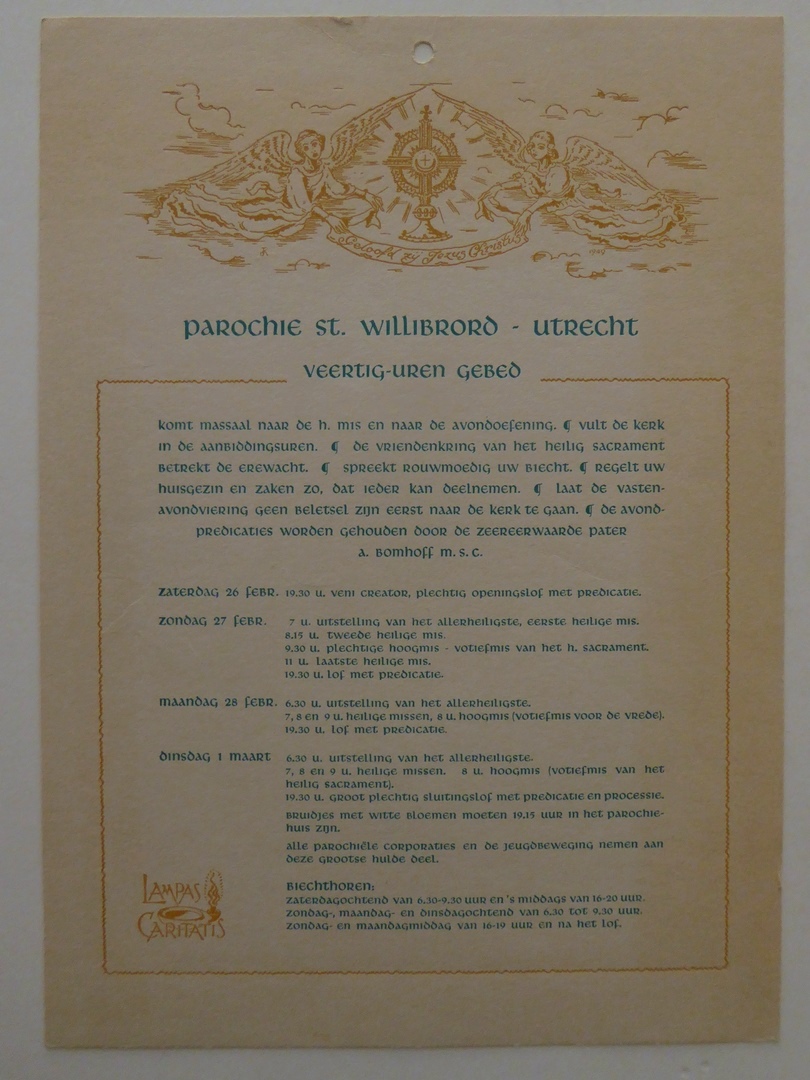 Geloofd zij Jezus Christus
PAROCHIE ST. WILLIBRORD - UTRECHT
VEERTIG-UREN GEBED
komt massaal naar de h. mis en naar de avondoefening. ¶ vult de kerk
in de aanbiddingsuren. ¶ de vriendenkring van het heilig sacrament
betrekt de erewacht. ¶ spreekt rouwmoedig uw biecht. ¶ regelt uw
huisgezin en zaken zo, dat ieder kan deelnemen. ¶ laat de vasten-
avondviering geen beletsel zijn eerst naar de kerk te gaan. ¶ de avond-
predicaties worden gehouden door de zeereerwaarde pater
a. bomhoff m.s.c.
zaterdag 26 febr. 19.30 u. veni creator, plechtig openingslof met predicatie.
zondag 27 febr. 7 u. uitstelling van het allerheiligste, eerste heilige mis.
8.15 u. tweede heilige mis.
9.30 u. plechtige hoogmis - votiefmis van het h. sacrament.
11 u. laatste heilige mis.
19.30 u. lof met predicatie.
maandag 28 febr. 6.30 u. uitstelling van het allerheiligste.
7, 8 en 9 u. heilige missen, 8 u. hoogmis (votiefmis voor de vrede).
19.30 u. lof met predicatie.
dinsdag 1 maart 6.30 u. uitstelling van het allerheiligste.
7, 8 en 9 u. heilige missen. 8 u. hoogmis (votiefmis van het
heilig sacrament).
19.30 u. groot plechtig sluitingslof met predicatie en processie.
bruidjes met witte bloemen moeten 19.15 uur in het parochie-
huis zijn.
alle parochiële corporaties en de jeugdbeweging nemen aan
deze grootse hulde deel.
biechthoren:
zaterdagochtend van 6.30-9.30 uur en 's middags van 16-20 uur.
zondag-, maandag- en dinsdagochtend van 6.30 tot 9.30 uur.
zondag- en maandagmiddag van 16-19 uur en na het lof.
LAMPAS
CARITATIS